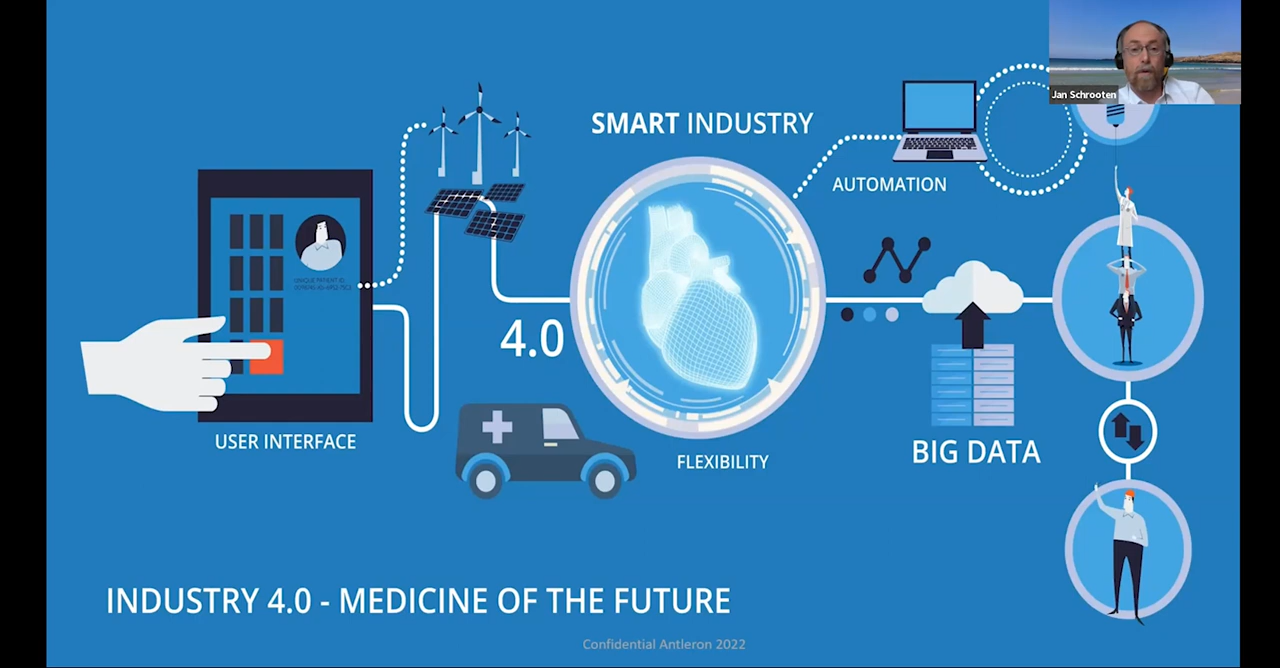 Jan Schrooten
SMART INDUSTRY
AUTOMATION
4.0
USER INTERFACE
FLEXIBILITY
BIG DATA
INDUSTRY 4.0 - MEDICINE OF THE FUTURE
Confidential Antleron 2022